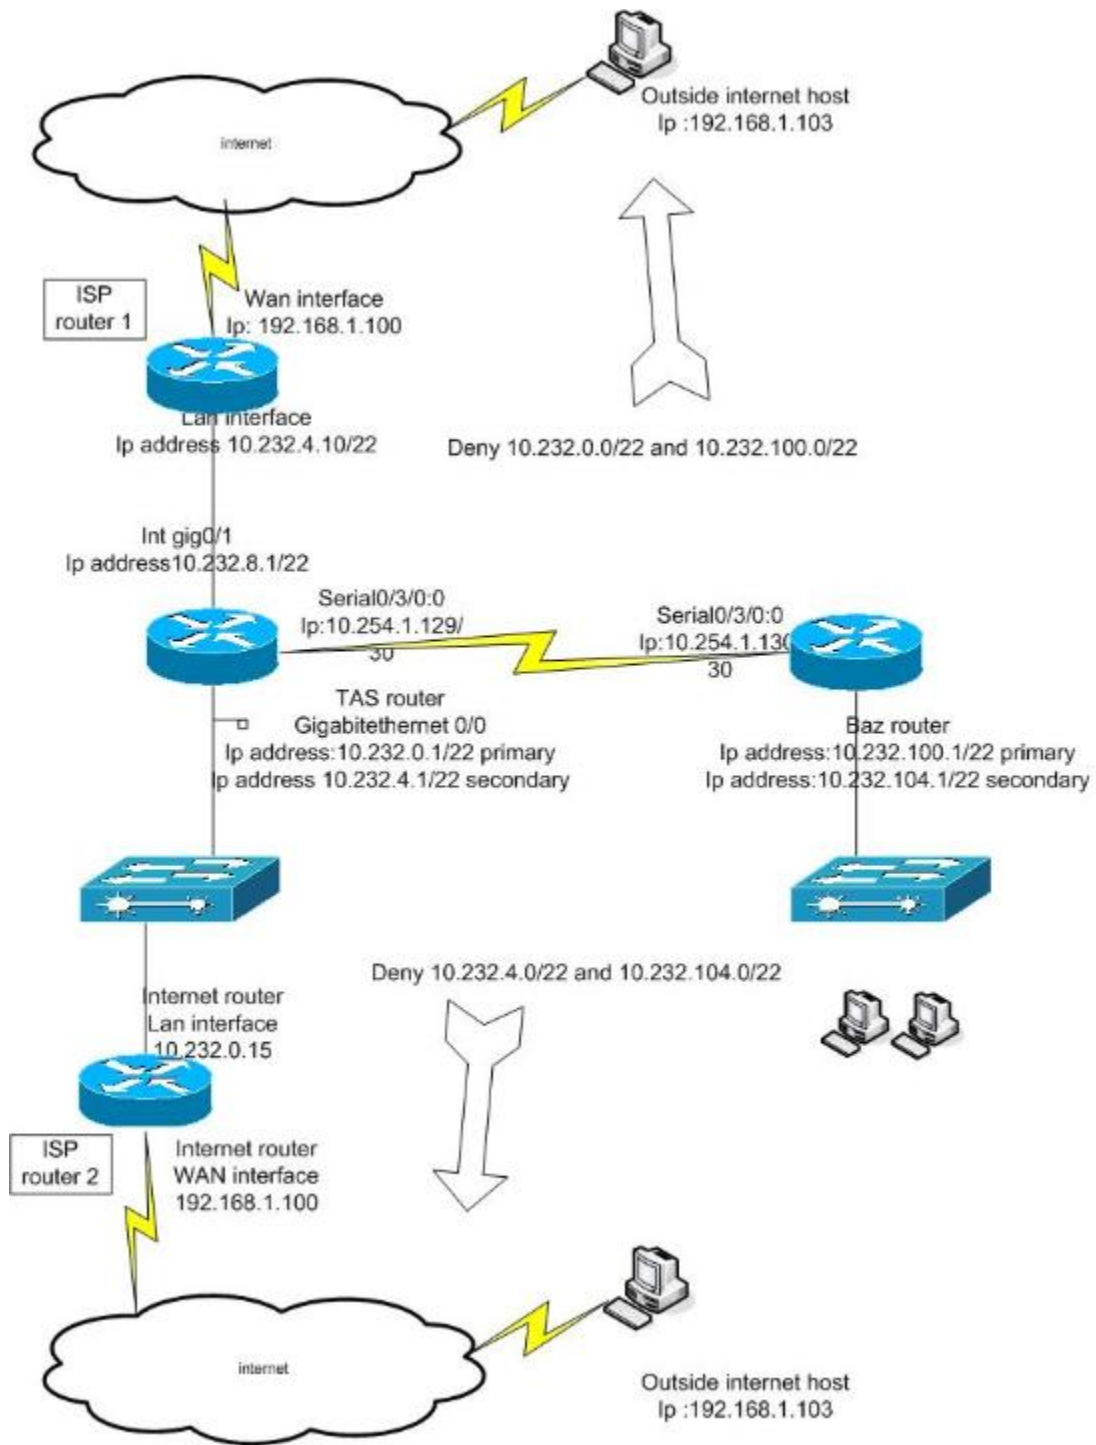 Outside internet host
Ip :192.168.1.103
internet
ISP
router 1
Wan interface
Ip: 192.168.1.100
Lan interface
Ip address 10.232.4.10/22
Deny 10.232.0.0/22 and 10.232.100.0/22
Int gig0/1
Ip address10.232.8.1/22
Serial0/3/0:0
Ip:10.254.1.129/
30
Serial0/3/0:0
Ip:10.254.1.130
30
TAS router
Gigabitethernet 0/0
Ip address:10.232.0.1/22 primary
Ip address 10.232.4.1/22 secondary
Baz router
Ip address:10.232.100.1/22 primary
Ip address:10.232.104.1/22 secondary
Deny 10.232.4.0/22 and 10.232.104.0/22
Internet router
Lan interface
10.232.0.15
ISP
router 2
Internet router
WAN interface
192.168.1.100
internet
Outside internet host
Ip :192.168.1.103